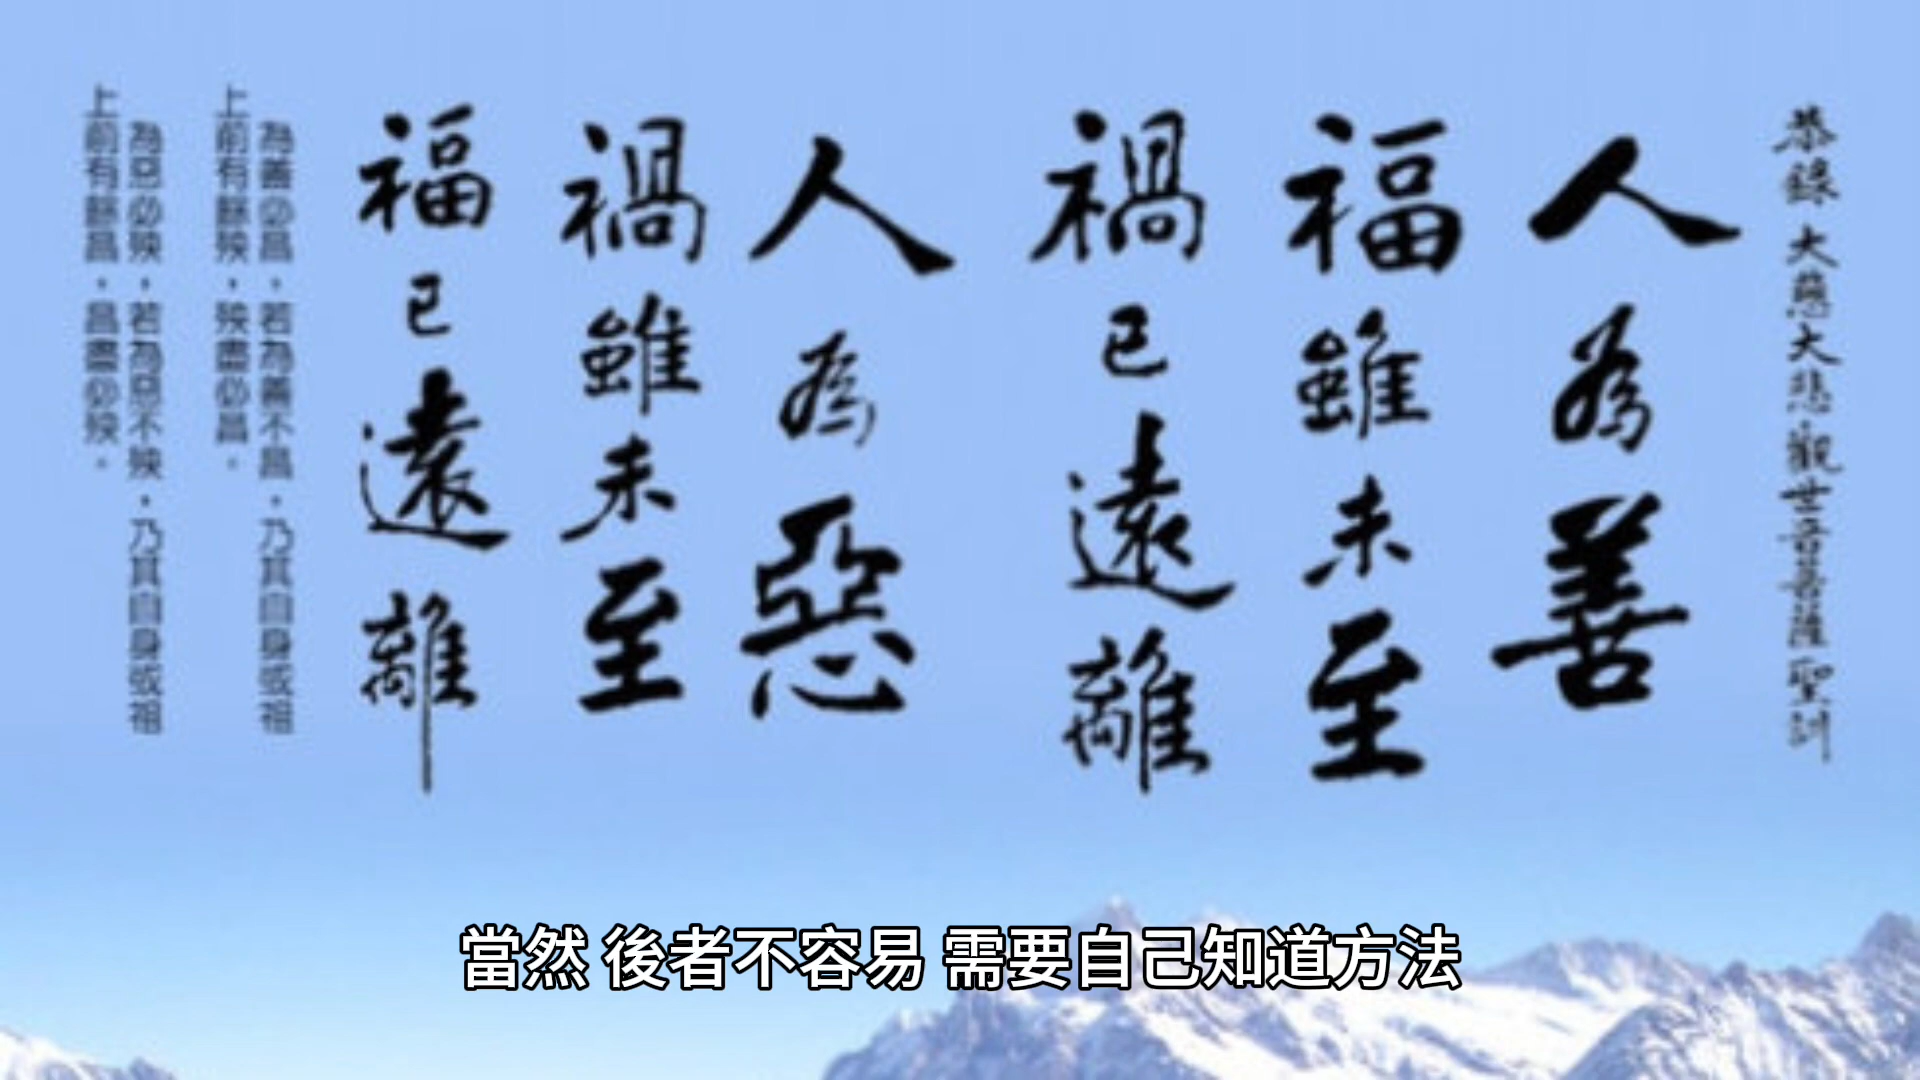 恭錄 大慈大悲觀世音菩薩聖訓
人為善
福雖未至
禍已遠離
人為惡
禍雖未至
福已遠離
為善必昌，若為善不昌，乃其自身或祖
上前有餘殃，殃盡必昌。
為惡必殃，若為惡不殃，乃其自身或祖
上前有餘昌，昌盡必殃。
當然 後者不容易 需要自己知道方法